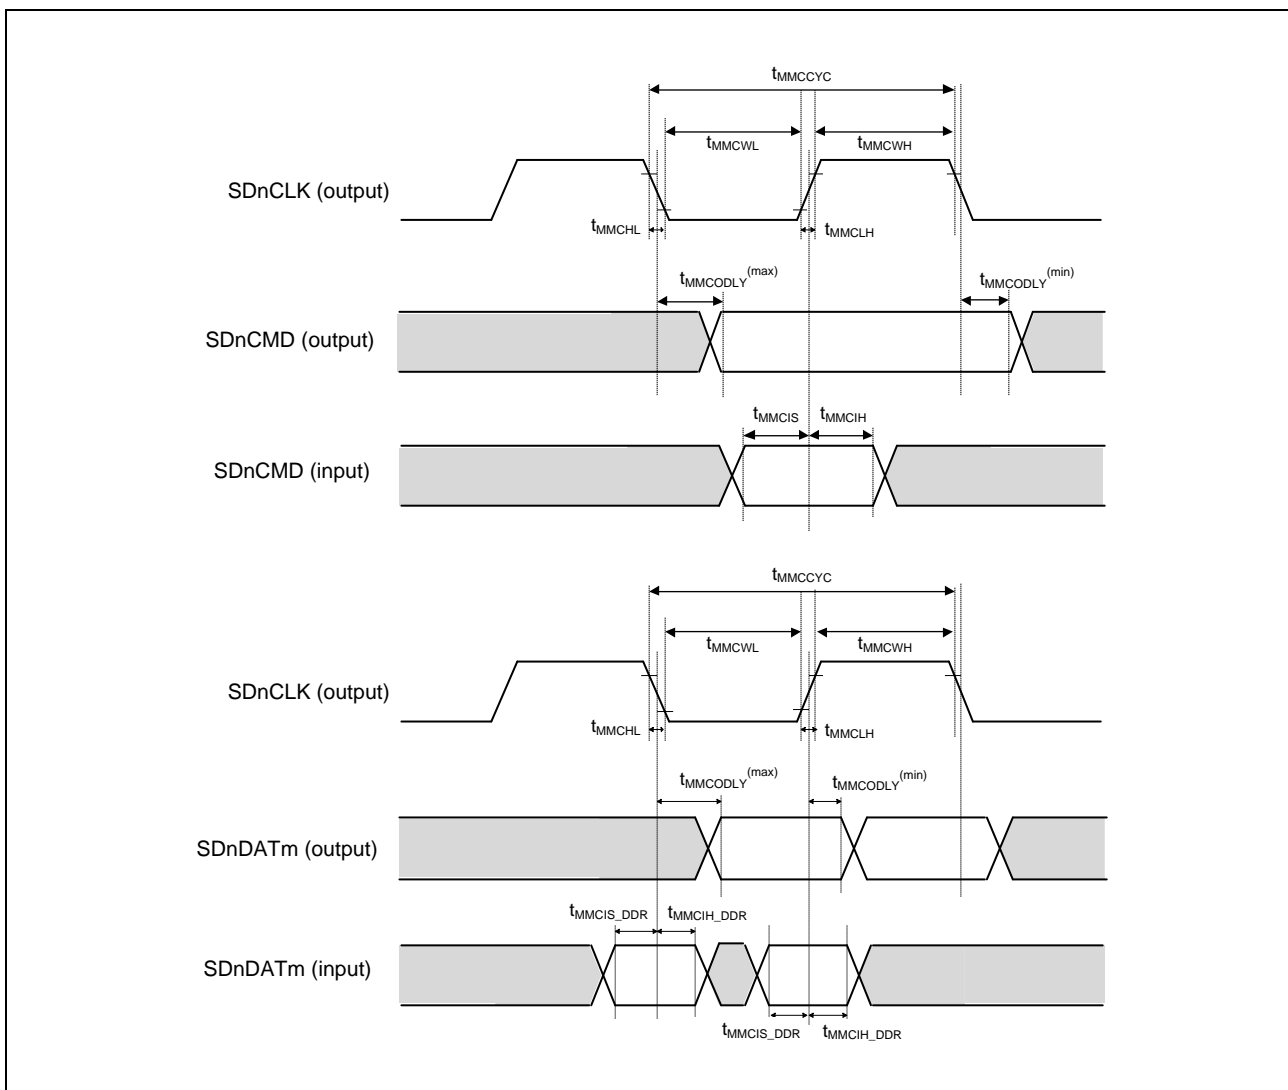 tMMCCYC
tMMCWL tMMCWH
SDnCLK (output)
tMMCHL tMMCLH
tMMCODLY(max) tMMCODLY(min)
SDnCMD (output)
tMMCIS tMMCIH
SDnCMD (input)
tMMCCYC
tMMCWL tMMCWH
SDnCLK (output)
tMMCHL tMMCLH
tMMCODLY(max) tMMCODLY(min)
SDnDATm (output)
tMMCIS_DDR tMMCIH_DDR
SDnDATm (input)
tMMCIS_DDR tMMCIH_DDR